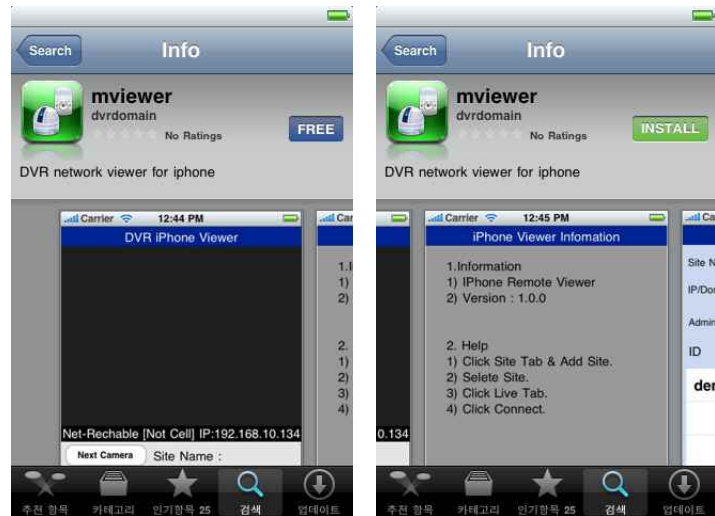 Search
Info
mviewer
dvrdomain
No Ratings
FREE
DVR network viewer for iphone
Carrier
12:44 PM
DVR iPhone Viewer
Net-Rechable [Not Cell] IP:192.168.10.134
Next Camera
Site Name :
Car
1.I
1)
2)
2.
1)
2)
3)
4)
추천 항목
카테고리
인기항목 25
검색
업데이트
Search
Info
mviewer
dvrdomain
No Ratings
INSTALL
DVR network viewer for iphone
0.134
Carrier
12:45 PM
iPhone Viewer Infomation
1.Information
1) IPhone Remote Viewer
2) Version : 1.0.0
2. Help
1) Click Site Tab & Add Site.
2) Selete Site.
3) Click Live Tab.
4) Click Connect.
Ca
Site N
IP/Dor
Admin
ID
der
추천 항목
카테고리
인기항목 25
검색
업데이트